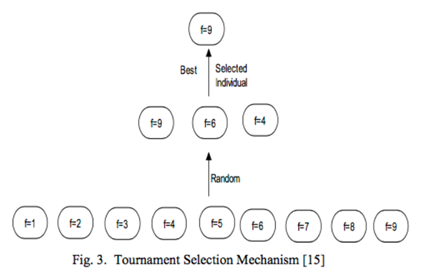 f=9
Best Selected
Individual
f=9 f=6 f=4
Random
f=1 f=2 f=3 f=4 f=5 f=6 f=7 f=8 f=9
Fig. 3. Tournament Selection Mechanism [15]